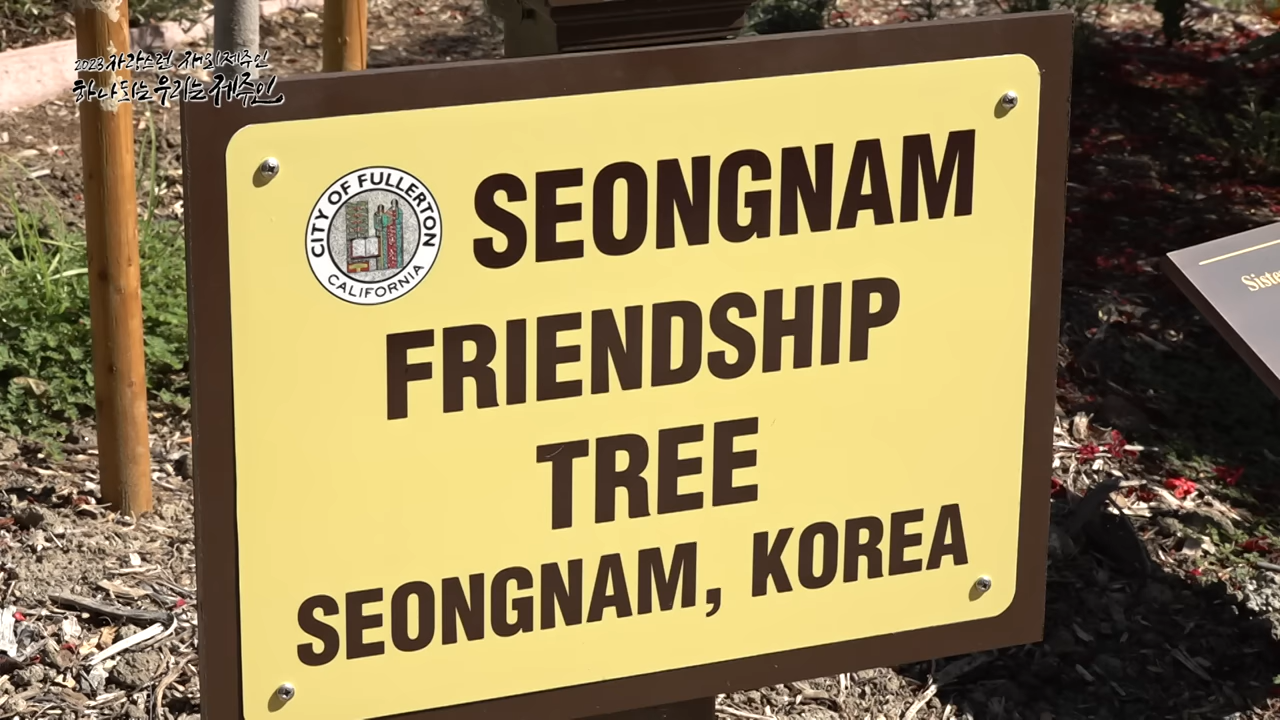 2023 자랑스런 재외제주인
하나되는 우리는 제주인
CITY OF FULLERTON
CALIFORNIA
SEONGNAM
FRIENDSHIP
TREE
SEONGNAM, KOREA